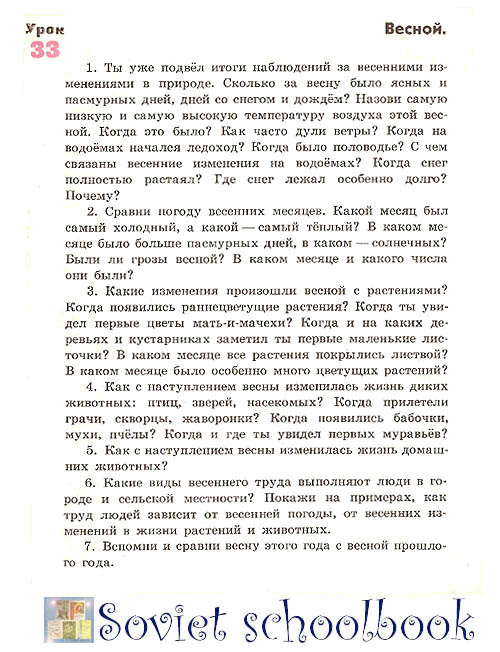 Урок
33
Весной.
1. Ты уже подвёл итоги наблюдений за весенними из-
менениями в природе. Сколько за весну было ясных и
пасмурных дней, дней со снегом и дождём? Назови самую
низкую и самую высокую температуру воздуха этой вес-
ной. Когда это было? Как часто дули ветры? Когда на
водоёмах начался ледоход? Когда было половодье? С чем
связаны весенние изменения на водоёмах? Когда снег
полностью растаял? Где снег лежал особенно долго?
Почему?
2. Сравни погоду весенних месяцев. Какой месяц был
самый холодный, а какой — самый тёплый? В каком ме-
сяце было больше пасмурных дней, в каком — солнечных?
Были ли грозы весной? В каком месяце и какого числа
они были?
3. Какие изменения произошли весной с растениями?
Когда появились раннецветущие растения? Когда ты уви-
дел первые цветы мать-и-мачехи? Когда и на каких де-
ревьях и кустарниках заметил ты первые маленькие лис-
точки? В каком месяце все растения покрылись листвой?
В каком месяце было особенно много цветущих растений?
4. Как с наступлением весны изменилась жизнь диких
животных: птиц, зверей, насекомых? Когда прилетели
грачи, скворцы, жаворонки? Когда появились бабочки,
мухи, пчёлы? Когда и где ты увидел первых муравьёв?
5. Как с наступлением весны изменилась жизнь домаш-
них животных?
6. Какие виды весеннего труда выполняют люди в го-
роде и сельской местности? Покажи на примерах, как
труд людей зависит от весенней погоды, от весенних из-
менений в жизни растений и животных.
7. Вспомни и сравни весну этого года с весной прошло-
го года.
Soviet schoolbook